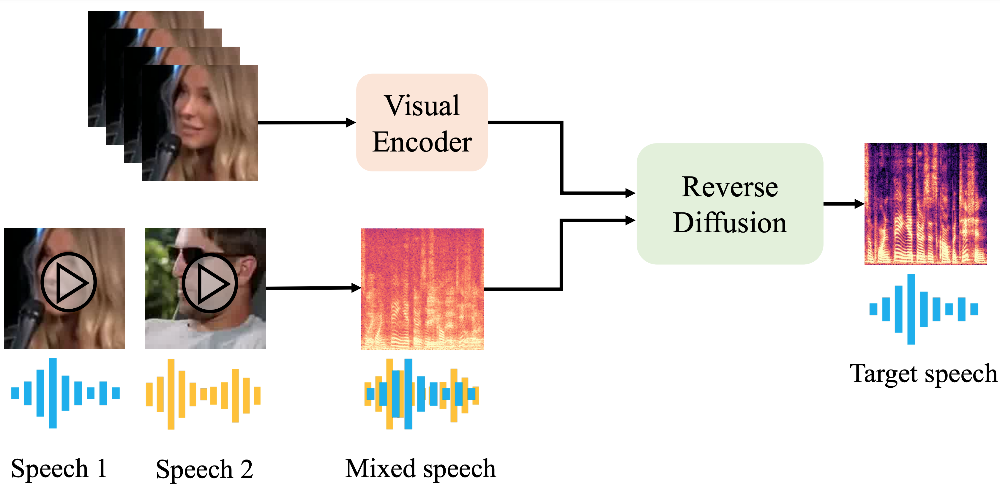 Visual
Encoder
Reverse
Diffusion
Target speech
Speech 1
Speech 2
Mixed speech